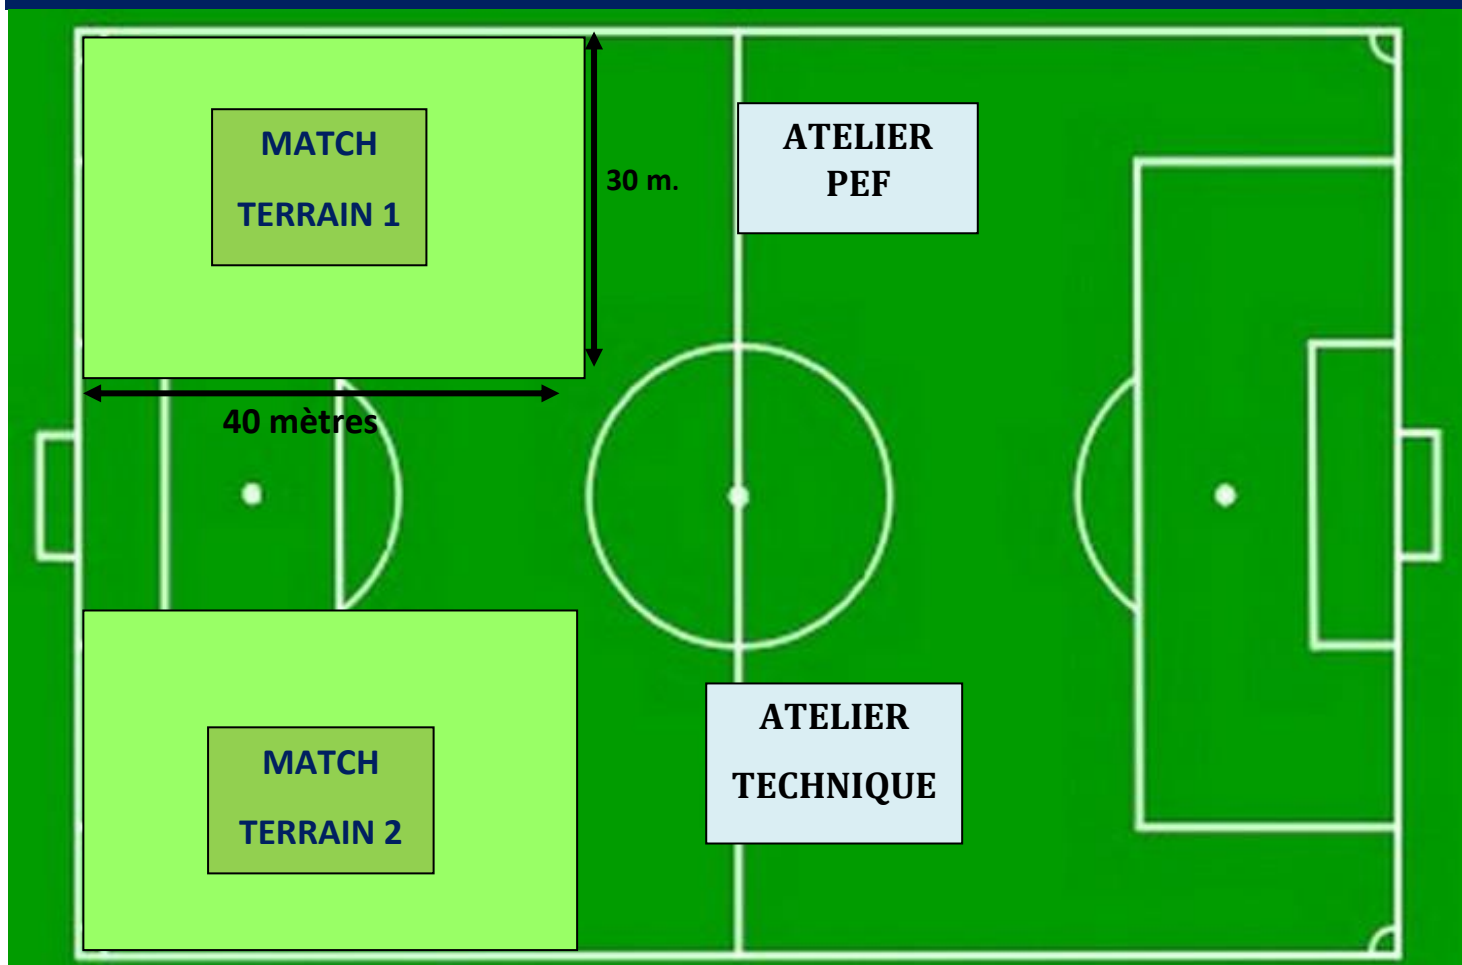 MATCH
TERRAIN 1
30 m.
ATELIER
PEF
40 mètres
MATCH
TERRAIN 2
ATELIER
TECHNIQUE